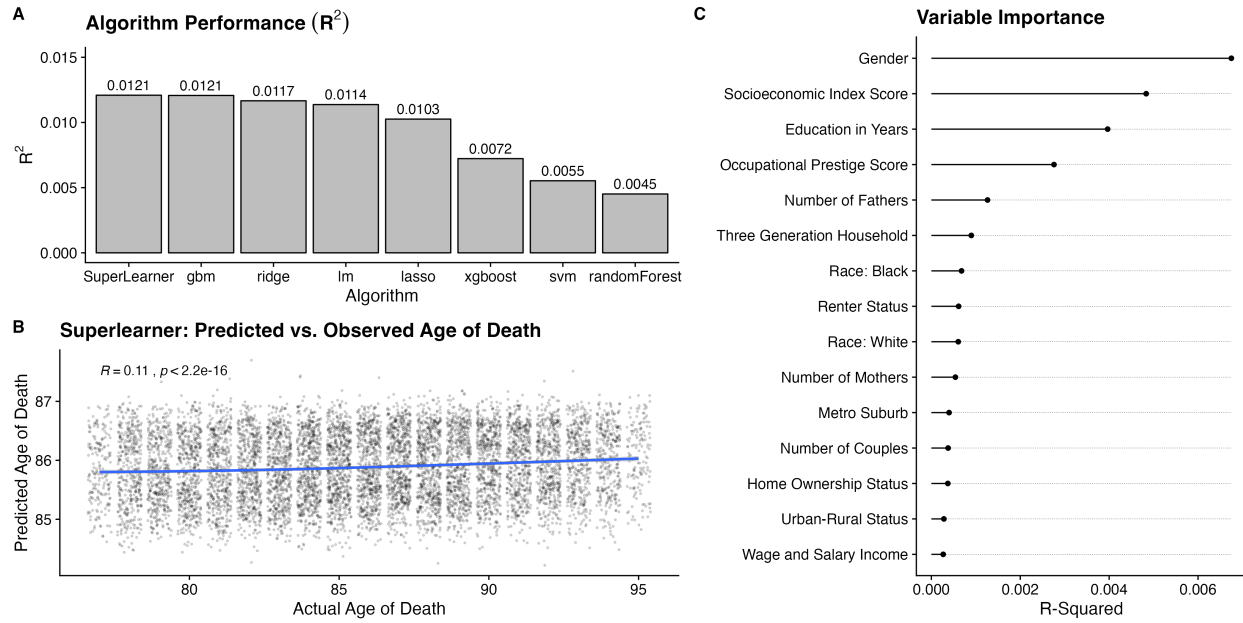 A
Algorithm Performance (R²)
0.015
0.010
0.005
0.000
R²
0.0121
0.0121
0.0117
0.0114
0.0103
0.0072
0.0055
0.0045
SuperLearner gbm ridge lm lasso xgboost svm randomForest
Algorithm
B
Superlearner: Predicted vs. Observed Age of Death
R = 0.11 , p < 2.2e-16
87
86
85
Predicted Age of Death
80 85 90 95
Actual Age of Death
C
Variable Importance
Gender
Socioeconomic Index Score
Education in Years
Occupational Prestige Score
Number of Fathers
Three Generation Household
Race: Black
Renter Status
Race: White
Number of Mothers
Metro Suburb
Number of Couples
Home Ownership Status
Urban-Rural Status
Wage and Salary Income
0.000 0.002 0.004 0.006
R-Squared